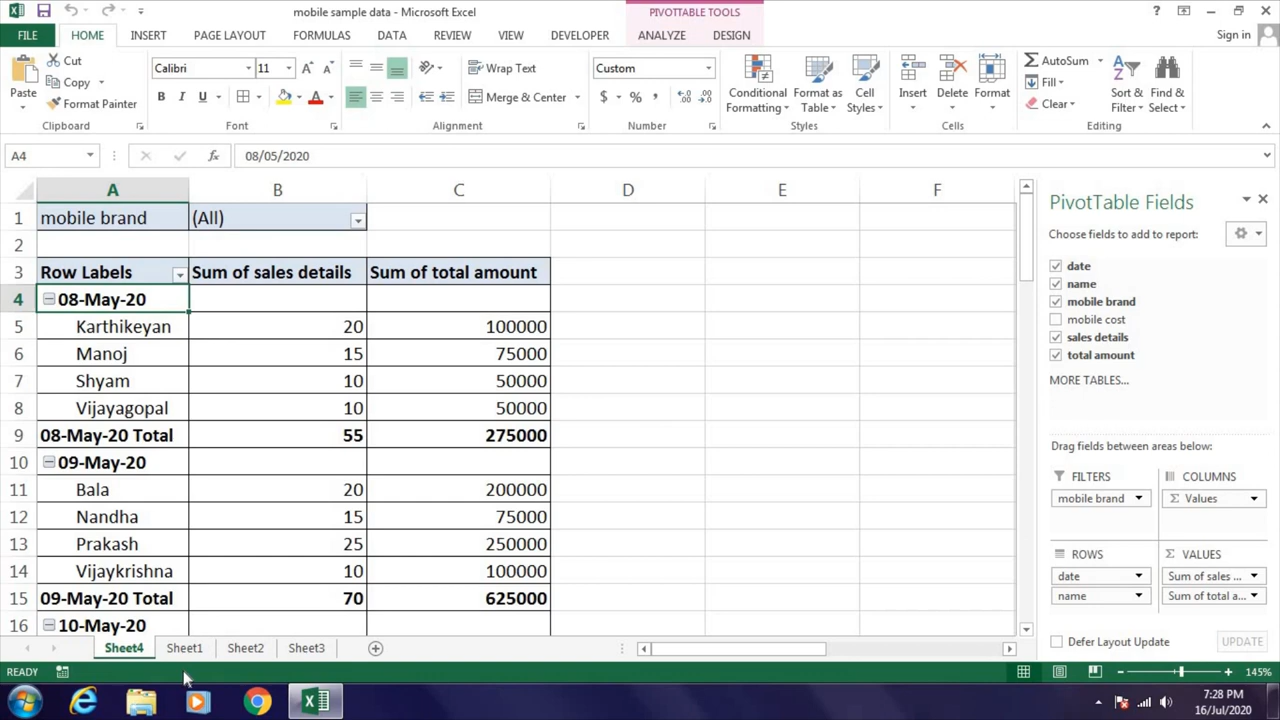 mobile sample data - Microsoft Excel
PIVOTTABLE TOOLS
?
FILE HOME INSERT PAGE LAYOUT FORMULAS DATA REVIEW VIEW DEVELOPER ANALYZE DESIGN Sign in
Paste
Cut
Copy
Format Painter
Clipboard
Calibri 11
B I U
Font
Wrap Text
Merge & Center
Alignment
Custom
$ % ,
Number
Conditional Formatting
Format as Table
Cell Styles
Styles
Insert
Delete
Format
Cells
AutoSum
Fill
Clear
Sort & Filter
Find & Select
Editing
A4 fx 08/05/2020
A B C D E F
1 mobile brand (All)
2
3 Row Labels Sum of sales details Sum of total amount
4 08-May-20
5 Karthikeyan 20 100000
6 Manoj 15 75000
7 Shyam 10 50000
8 Vijayagopal 10 50000
9 08-May-20 Total 55 275000
10 09-May-20
11 Bala 20 200000
12 Nandha 15 75000
13 Prakash 25 250000
14 Vijaykrishna 10 100000
15 09-May-20 Total 70 625000
16 10-May-20
PivotTable Fields
Choose fields to add to report:
date
name
mobile brand
mobile cost
sales details
total amount
MORE TABLES...
Drag fields between areas below:
FILTERS
mobile brand
COLUMNS
Σ Values
ROWS
date
name
Σ VALUES
Sum of sales ...
Sum of total a...
Defer Layout Update UPDATE
Sheet4 Sheet1 Sheet2 Sheet3
READY 145%
7:28 PM
16/Jul/2020